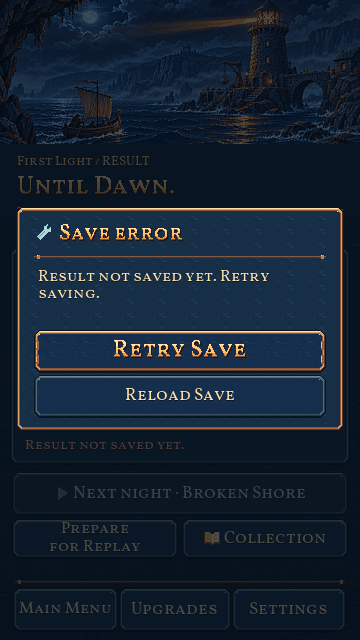 First Light / RESULT
Until Dawn.
Save error
Result not saved yet. Retry
saving.
Retry Save
Reload Save
Result not saved yet.
Next night · Broken Shore
Prepare
for Replay
Collection
Main Menu
Upgrades
Settings